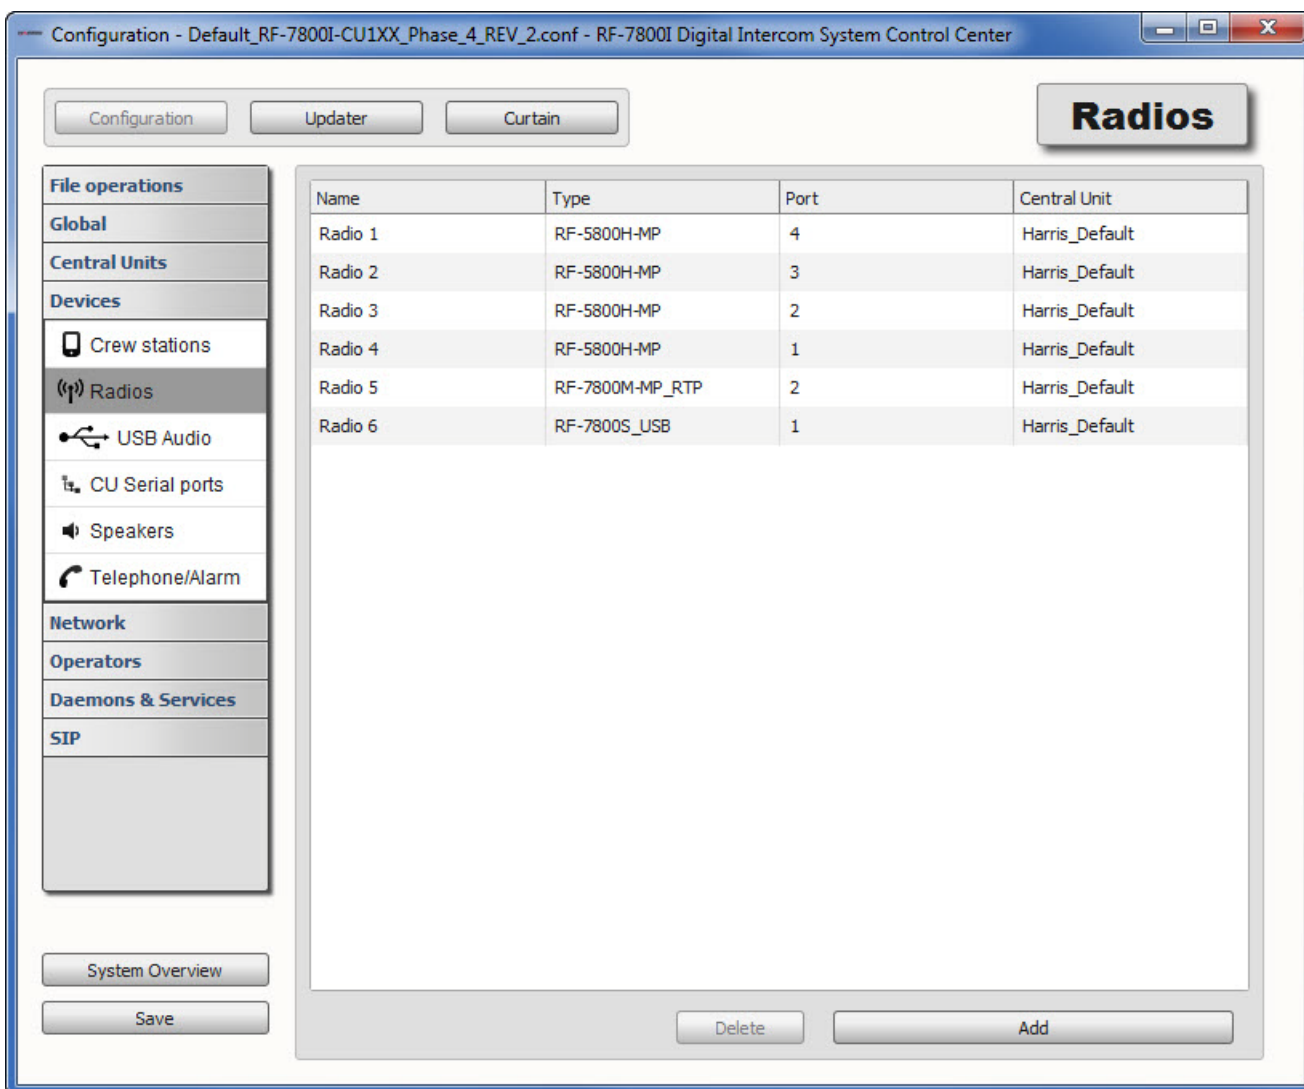 Configuration - Default_RF-7800I-CU1XX_Phase_4_REV_2.conf - RF-7800I Digital Intercom System Control Center
Configuration Updater Curtain
Radios
File operations
Global
Central Units
Devices
Crew stations
Radios
USB Audio
CU Serial ports
Speakers
Telephone/Alarm
Network
Operators
Daemons & Services
SIP
System Overview
Save
Name Type Port Central Unit
Radio 1 RF-5800H-MP 4 Harris_Default
Radio 2 RF-5800H-MP 3 Harris_Default
Radio 3 RF-5800H-MP 2 Harris_Default
Radio 4 RF-5800H-MP 1 Harris_Default
Radio 5 RF-7800M-MP_RTP 2 Harris_Default
Radio 6 RF-7800S_USB 1 Harris_Default
Delete Add